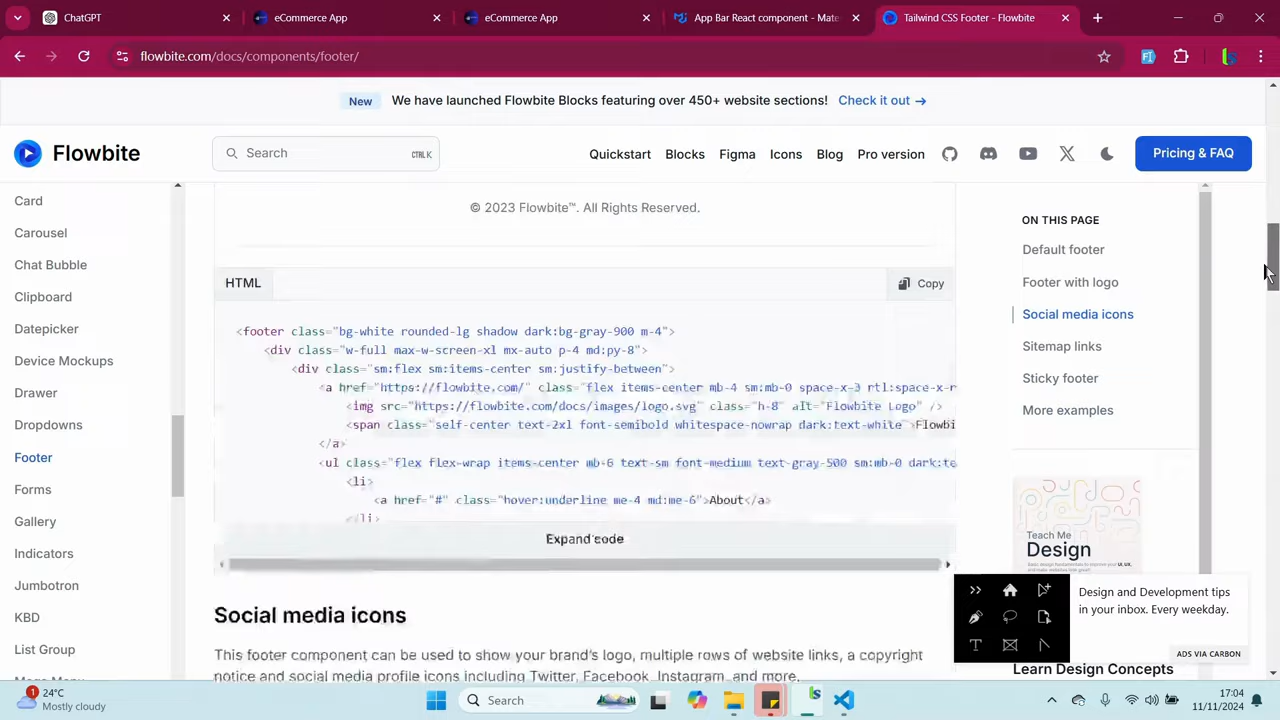 ChatGPT
eCommerce App
eCommerce App
App Bar React component - Mate
Tailwind CSS Footer - Flowbite
flowbite.com/docs/components/footer/
New
We have launched Flowbite Blocks featuring over 450+ website sections! Check it out →
Flowbite
Search
CTRL K
Quickstart
Blocks
Figma
Icons
Blog
Pro version
Pricing & FAQ
Card
Carousel
Chat Bubble
Clipboard
Datepicker
Device Mockups
Drawer
Dropdowns
Footer
Forms
Gallery
Indicators
Jumbotron
KBD
List Group
Mega Menu
© 2023 Flowbite™. All Rights Reserved.
HTML
Copy
<footer class="bg-white rounded-lg shadow dark:bg-gray-900 m-4">
<div class="w-full max-w-screen-xl mx-auto p-4 md:py-8">
<div class="sm:flex sm:items-center sm:justify-between">
<a href="https://flowbite.com/" class="flex items-center mb-4 sm:mb-0 space-x-3 rtl:space-x-r
<img src="https://flowbite.com/docs/images/logo.svg" class="h-8" alt="Flowbite Logo" />
<span class="self-center text-2xl font-semibold whitespace-nowrap dark:text-white">Flowbi
</a>
<ul class="flex flex-wrap items-center mb-6 text-sm font-medium text-gray-500 sm:mb-0 dark:te
<li>
<a href="#" class="hover:underline me-4 md:me-6">About</a>
</li>
Expand code
Social media icons
This footer component can be used to show your brand's logo, multiple rows of website links, a copyright
notice and social media profile icons including Twitter, Facebook, Instagram, and more.
ON THIS PAGE
Default footer
Footer with logo
Social media icons
Sitemap links
Sticky footer
More examples
Teach Me
Design
Design and Development tips
in your inbox. Every weekday.
ADS VIA CARBON
Learn Design Concepts
1
24°C
Mostly cloudy
Search
17:04
11/11/2024